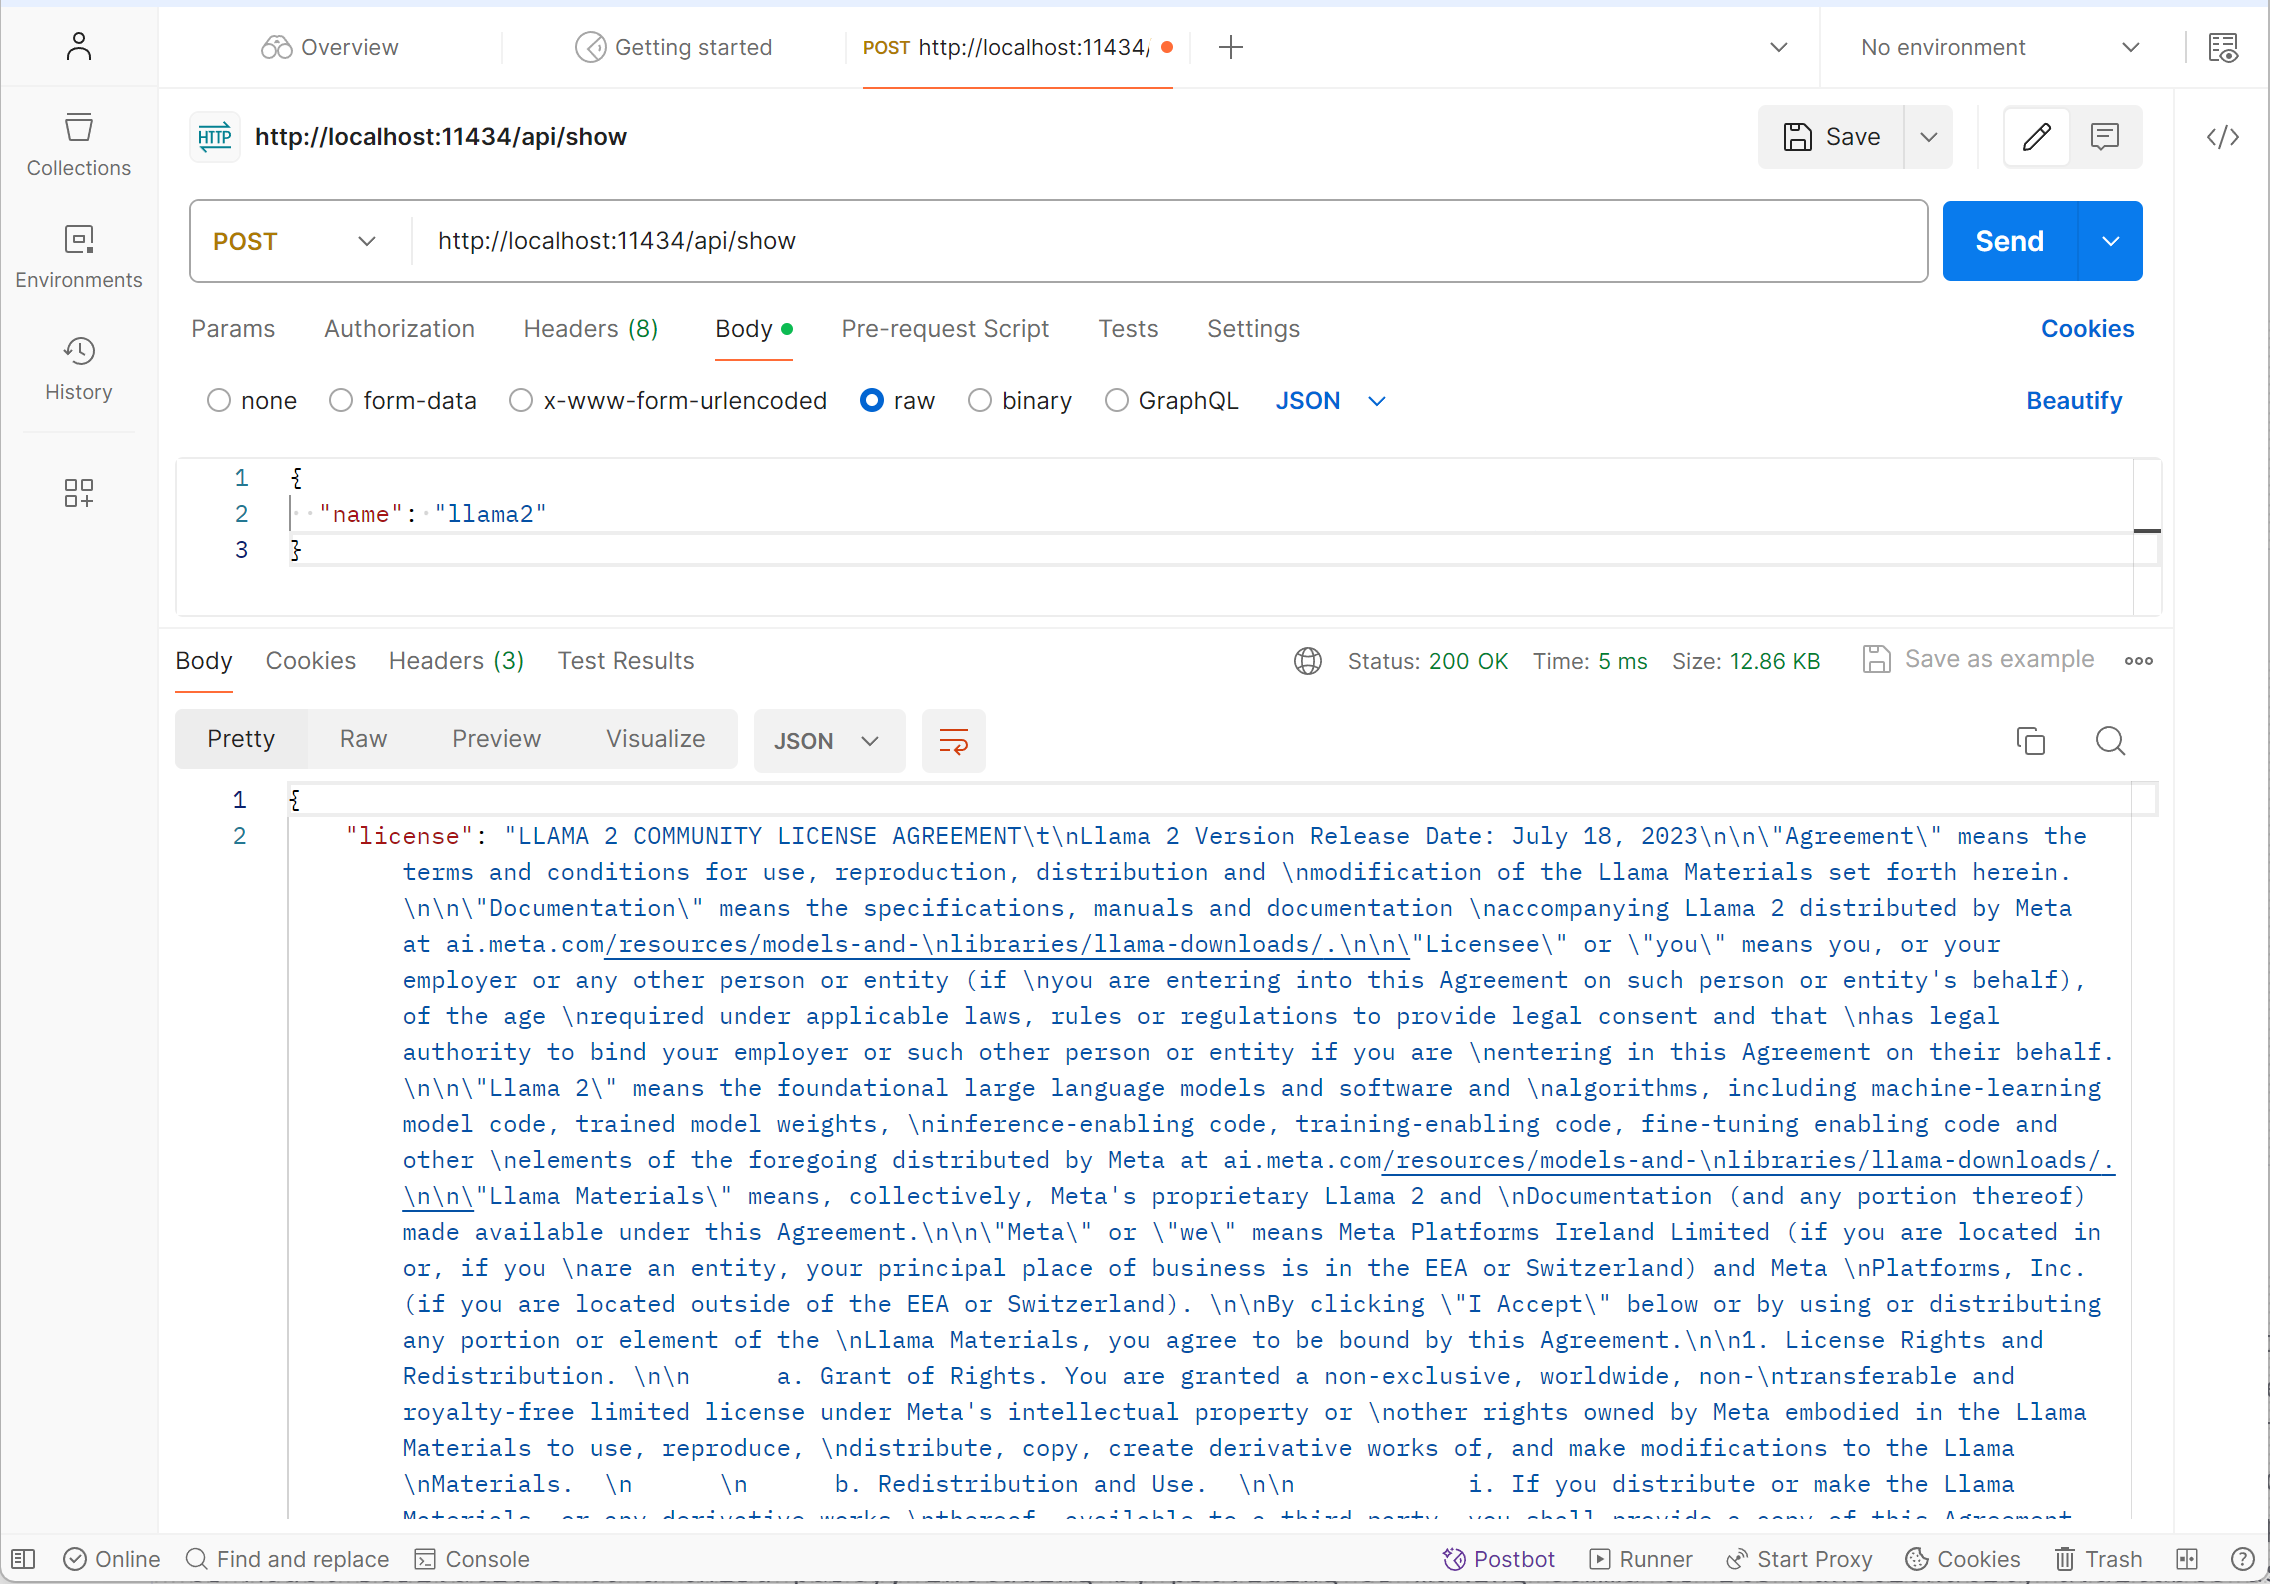 Overview
Getting started
POST http://localhost:11434/
No environment
HTTP http://localhost:11434/api/show
Save
Collections
Environments
History
POST
http://localhost:11434/api/show
Send
Params Authorization Headers (8) Body Pre-request Script Tests Settings Cookies
none form-data x-www-form-urlencoded raw binary GraphQL JSON Beautify
1 {
2 "name": "llama2"
3 }
Body Cookies Headers (3) Test Results Status: 200 OK Time: 5 ms Size: 12.86 KB Save as example
Pretty Raw Preview Visualize JSON
1 {
2 "license": "LLAMA 2 COMMUNITY LICENSE AGREEMENT\t\nLlama 2 Version Release Date: July 18, 2023\n\n\"Agreement\" means the
terms and conditions for use, reproduction, distribution and \nmodification of the Llama Materials set forth herein.
\n\n\"Documentation\" means the specifications, manuals and documentation \naccompanying Llama 2 distributed by Meta
at ai.meta.com/resources/models-and-\nlibraries/llama-downloads/.\n\n\"Licensee\" or \"you\" means you, or your
employer or any other person or entity (if \nyou are entering into this Agreement on such person or entity's behalf),
of the age \nrequired under applicable laws, rules or regulations to provide legal consent and that \nhas legal
authority to bind your employer or such other person or entity if you are \nentering in this Agreement on their behalf.
\n\n\"Llama 2\" means the foundational large language models and software and \nalgorithms, including machine-learning
model code, trained model weights, \ninference-enabling code, training-enabling code, fine-tuning enabling code and
other \nelements of the foregoing distributed by Meta at ai.meta.com/resources/models-and-\nlibraries/llama-downloads/.
\n\n\"Llama Materials\" means, collectively, Meta's proprietary Llama 2 and \nDocumentation (and any portion thereof)
made available under this Agreement.\n\n\"Meta\" or \"we\" means Meta Platforms Ireland Limited (if you are located in
or, if you \nare an entity, your principal place of business is in the EEA or Switzerland) and Meta \nPlatforms, Inc.
(if you are located outside of the EEA or Switzerland). \n\nBy clicking \"I Accept\" below or by using or distributing
any portion or element of the \nLlama Materials, you agree to be bound by this Agreement.\n\n1. License Rights and
Redistribution. \n\n a. Grant of Rights. You are granted a non-exclusive, worldwide, non-\ntransferable and
royalty-free limited license under Meta's intellectual property or \nother rights owned by Meta embodied in the Llama
Materials to use, reproduce, \ndistribute, copy, create derivative works of, and make modifications to the Llama
\nMaterials. \n \n b. Redistribution and Use. \n\n i. If you distribute or make the Llama
Materials, or any derivative works \nthereof, available to a third party, you shall provide a copy of this Agreement
Online Find and replace Console Postbot Runner Start Proxy Cookies Trash